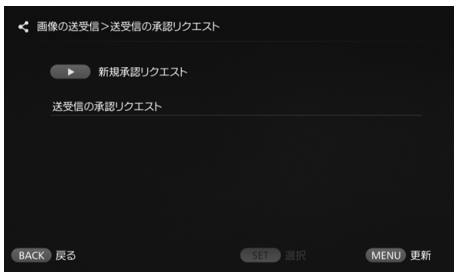 画像の送受信>送受信の承認リクエスト
新規承認リクエスト
送受信の承認リクエスト
BACK 戻る SET 選択 MENU 更新